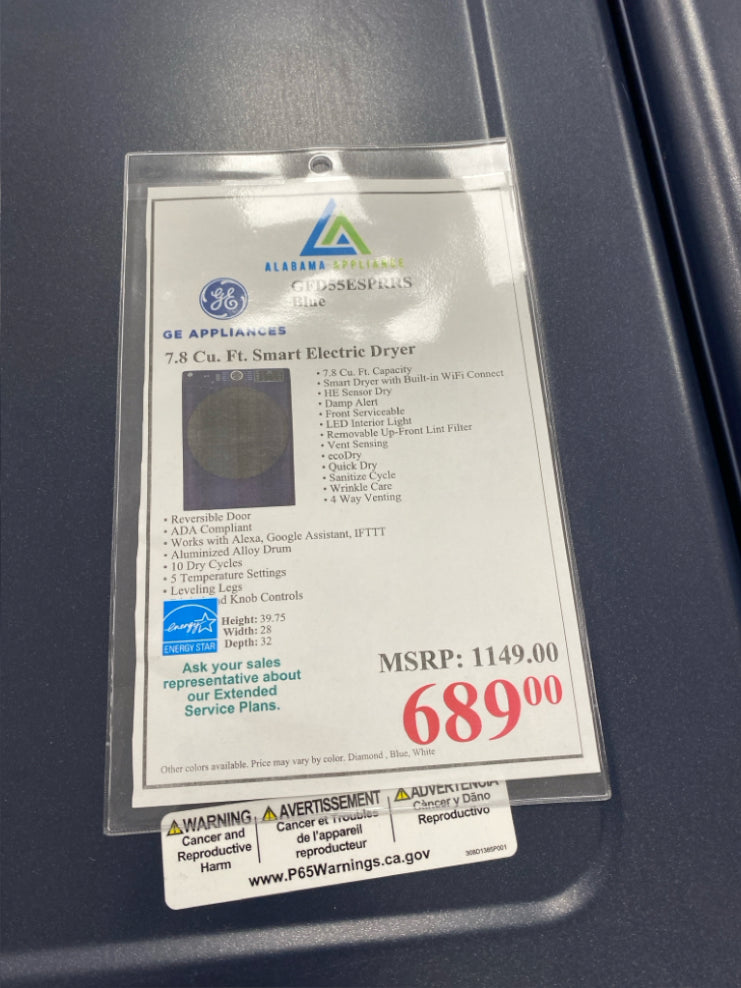 ALABAMA APPLIANCE
GFD55ESPRRS
Blue
GE
GE APPLIANCES
7.8 Cu. Ft. Smart Electric Dryer
• 7.8 Cu. Ft. Capacity
• Smart Dryer with Built-in WiFi Connect
• HE Sensor Dry
• Damp Alert
• Front Serviceable
• LED Interior Light
• Removable Up-Front Lint Filter
• Vent Sensing
• ecoDry
• Quick Dry
• Sanitize Cycle
• Wrinkle Care
• 4 Way Venting
• Reversible Door
• ADA Compliant
• Works with Alexa, Google Assistant, IFTTT
• Aluminized Alloy Drum
• 10 Dry Cycles
• 5 Temperature Settings
• Leveling Legs
Knob Controls
energy
ENERGY STAR
Height: 39.75
Width: 28
Depth: 32
Ask your sales
representative about
our Extended
Service Plans.
MSRP: 1149.00
68900
Other colors available. Price may vary by color. Diamond , Blue, White
WARNING
Cancer and
Reproductive
Harm
AVERTISSEMENT
Cancer et Troubles
de l'appareil
reproducteur
ADVERTENCIA
Càncer y Dãno
Reproductivo
www.P65Warnings.ca.gov
308D1385P001